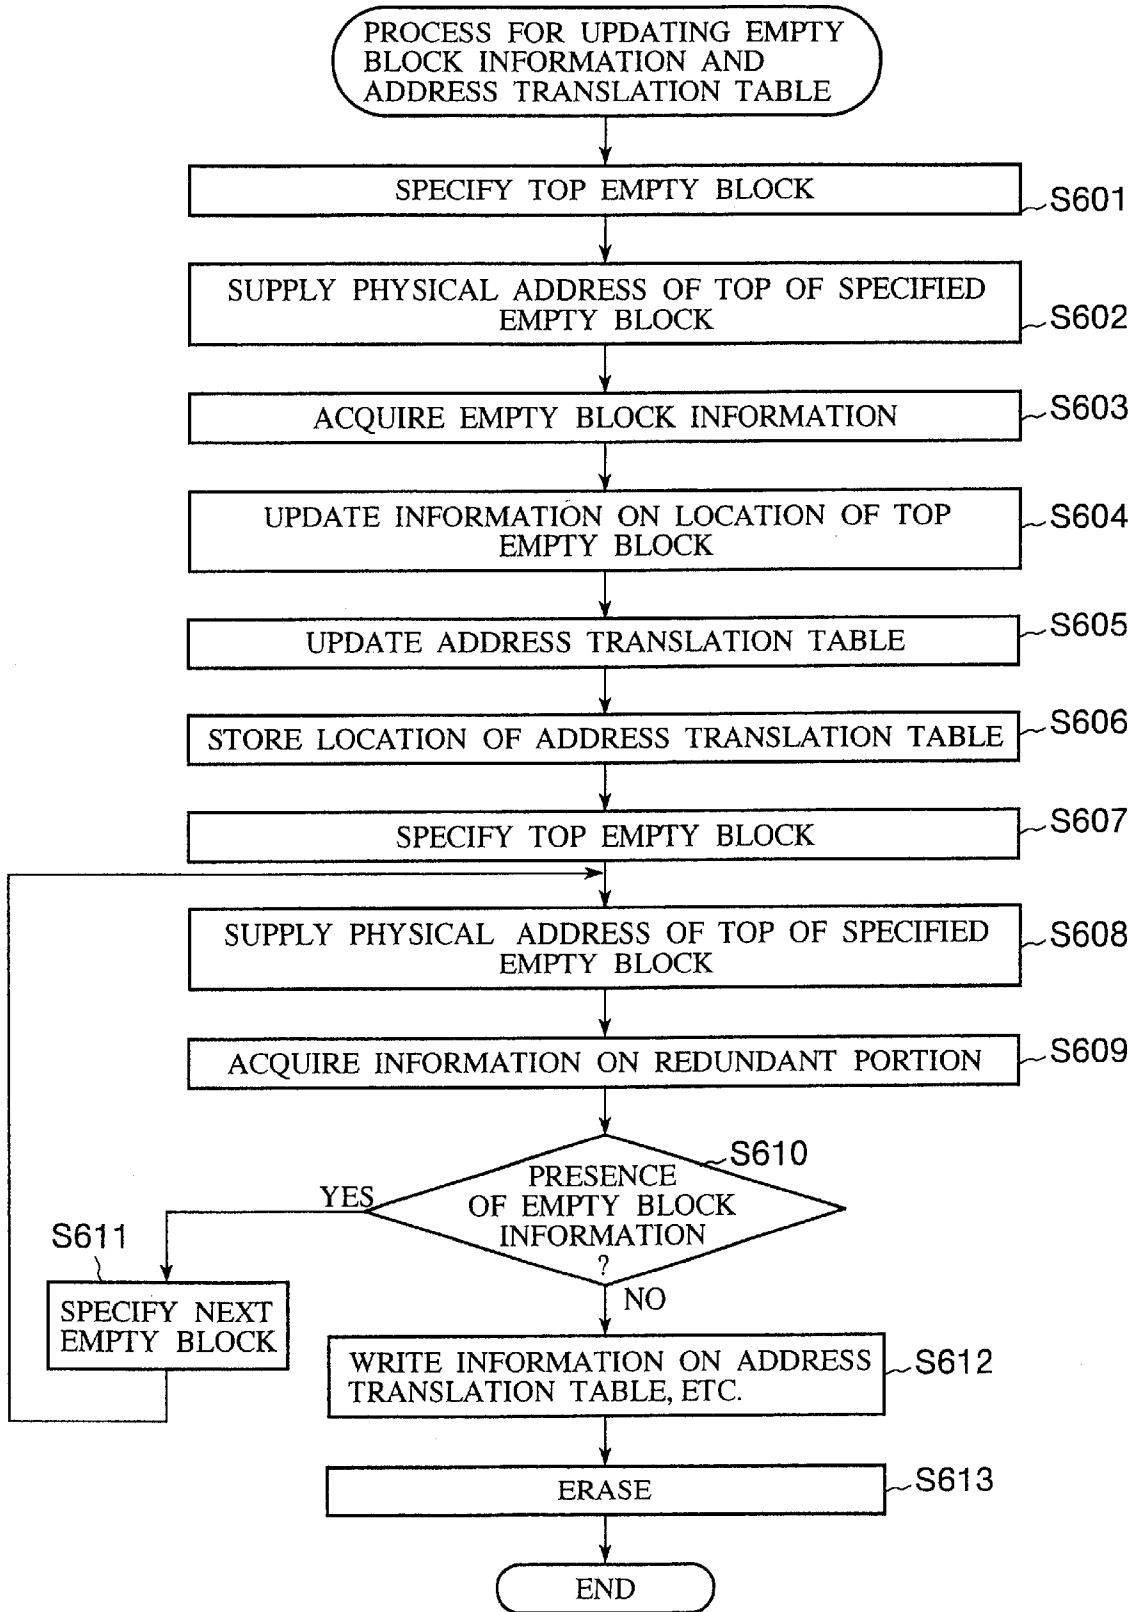 PROCESS FOR UPDATING EMPTY
BLOCK INFORMATION AND
ADDRESS TRANSLATION TABLE
SPECIFY TOP EMPTY BLOCK
S601
SUPPLY PHYSICAL ADDRESS OF TOP OF SPECIFIED
EMPTY BLOCK
S602
ACQUIRE EMPTY BLOCK INFORMATION
S603
UPDATE INFORMATION ON LOCATION OF TOP
EMPTY BLOCK
S604
UPDATE ADDRESS TRANSLATION TABLE
S605
STORE LOCATION OF ADDRESS TRANSLATION TABLE
S606
SPECIFY TOP EMPTY BLOCK
S607
SUPPLY PHYSICAL ADDRESS OF TOP OF SPECIFIED
EMPTY BLOCK
S608
ACQUIRE INFORMATION ON REDUNDANT PORTION
S609
S610
PRESENCE
OF EMPTY BLOCK
INFORMATION
?
YES
NO
S611
SPECIFY NEXT
EMPTY BLOCK
WRITE INFORMATION ON ADDRESS
TRANSLATION TABLE, ETC.
S612
ERASE
S613
END